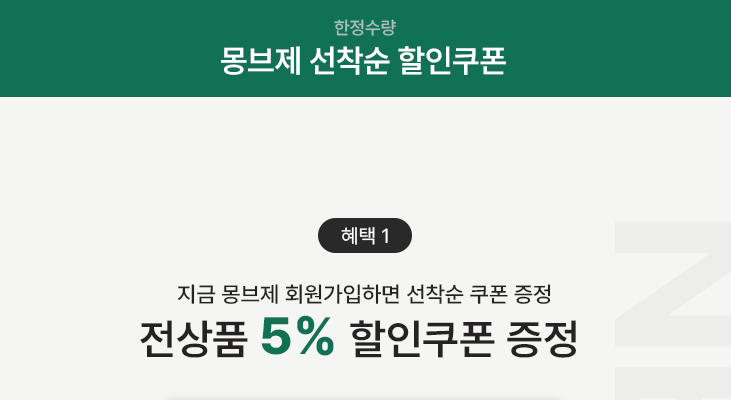 한정수량
몽브제 선착순 할인쿠폰
혜택 1
지금 몽브제 회원가입하면 선착순 쿠폰 증정
전상품 5% 할인쿠폰 증정